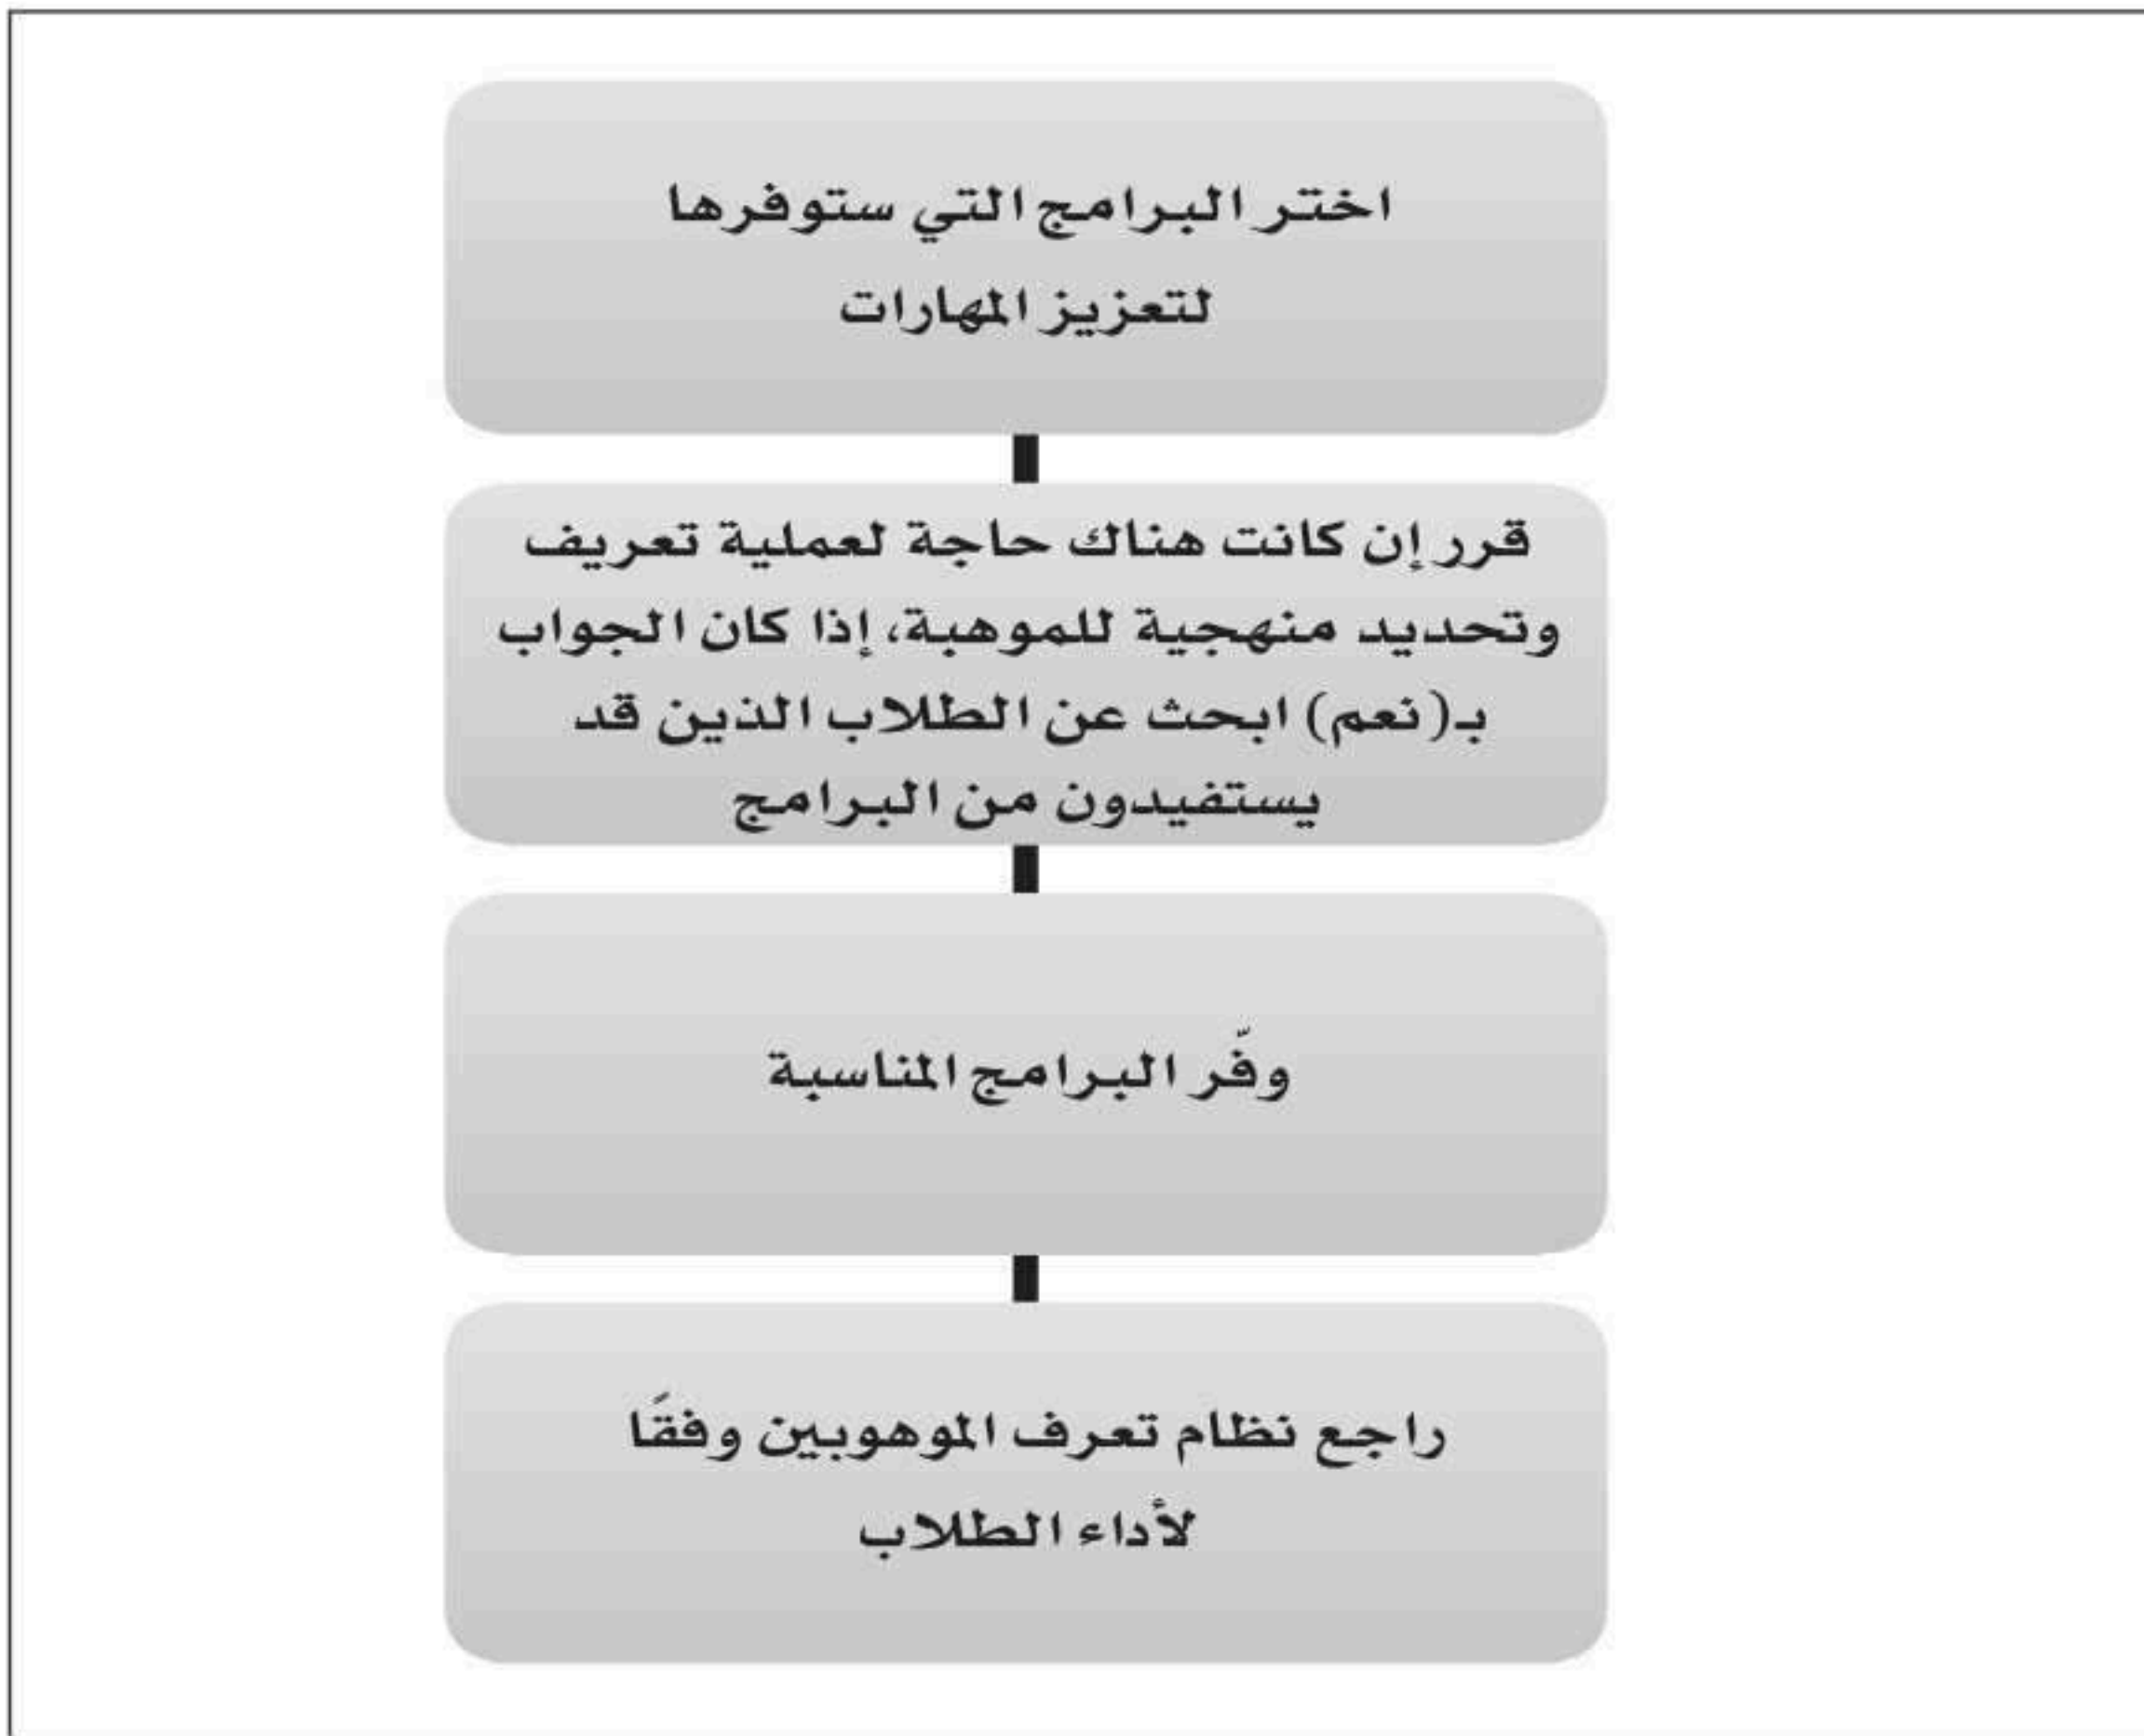 اختر البرامج التي ستوفرها
لتعزيز المهارات
قرر إن كانت هناك حاجة لعملية تعريف
وتحديد منهجية للموهبة، إذا كان الجواب
بـ(نعم) ابحث عن الطلاب الذين قد
يستفيدون من البرامج
وفّر البرامج المناسبة
راجع نظام تعرف الموهوبين وفقًا
لأداء الطلاب